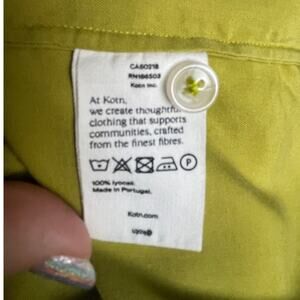 CA60218
RN166503
Kotn Inc.
At Kotn,
we create thoughtful
clothing that supports
communities, crafted
from the finest fibres.
P
100% lyocell
Made in Portugal.
Kotn.com